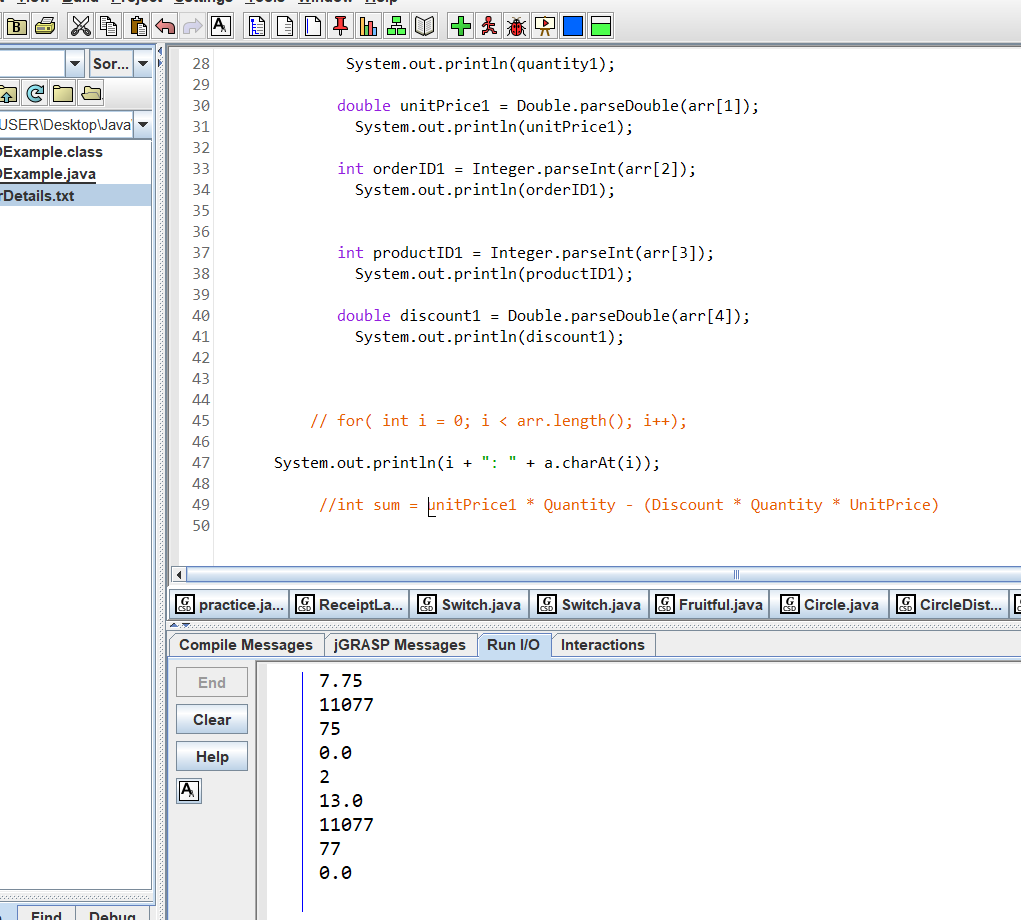 Sor...
USER\Desktop\Java
Example.class
Example.java
rDetails.txt
28 System.out.println(quantity1);
29
30 double unitPrice1 = Double.parseDouble(arr[1]);
31 System.out.println(unitPrice1);
32
33 int orderID1 = Integer.parseInt(arr[2]);
34 System.out.println(orderID1);
35
36
37 int productID1 = Integer.parseInt(arr[3]);
38 System.out.println(productID1);
39
40 double discount1 = Double.parseDouble(arr[4]);
41 System.out.println(discount1);
42
43
44
45 // for( int i = 0; i < arr.length(); i++);
46
47 System.out.println(i + ": " + a.charAt(i));
48
49 //int sum = unitPrice1 * Quantity - (Discount * Quantity * UnitPrice)
50
practice.ja... ReceiptLa... Switch.java Switch.java Fruitful.java Circle.java CircleDist...
Compile Messages jGRASP Messages Run I/O Interactions
End
Clear
Help
7.75
11077
75
0.0
2
13.0
11077
77
0.0
Find Debug